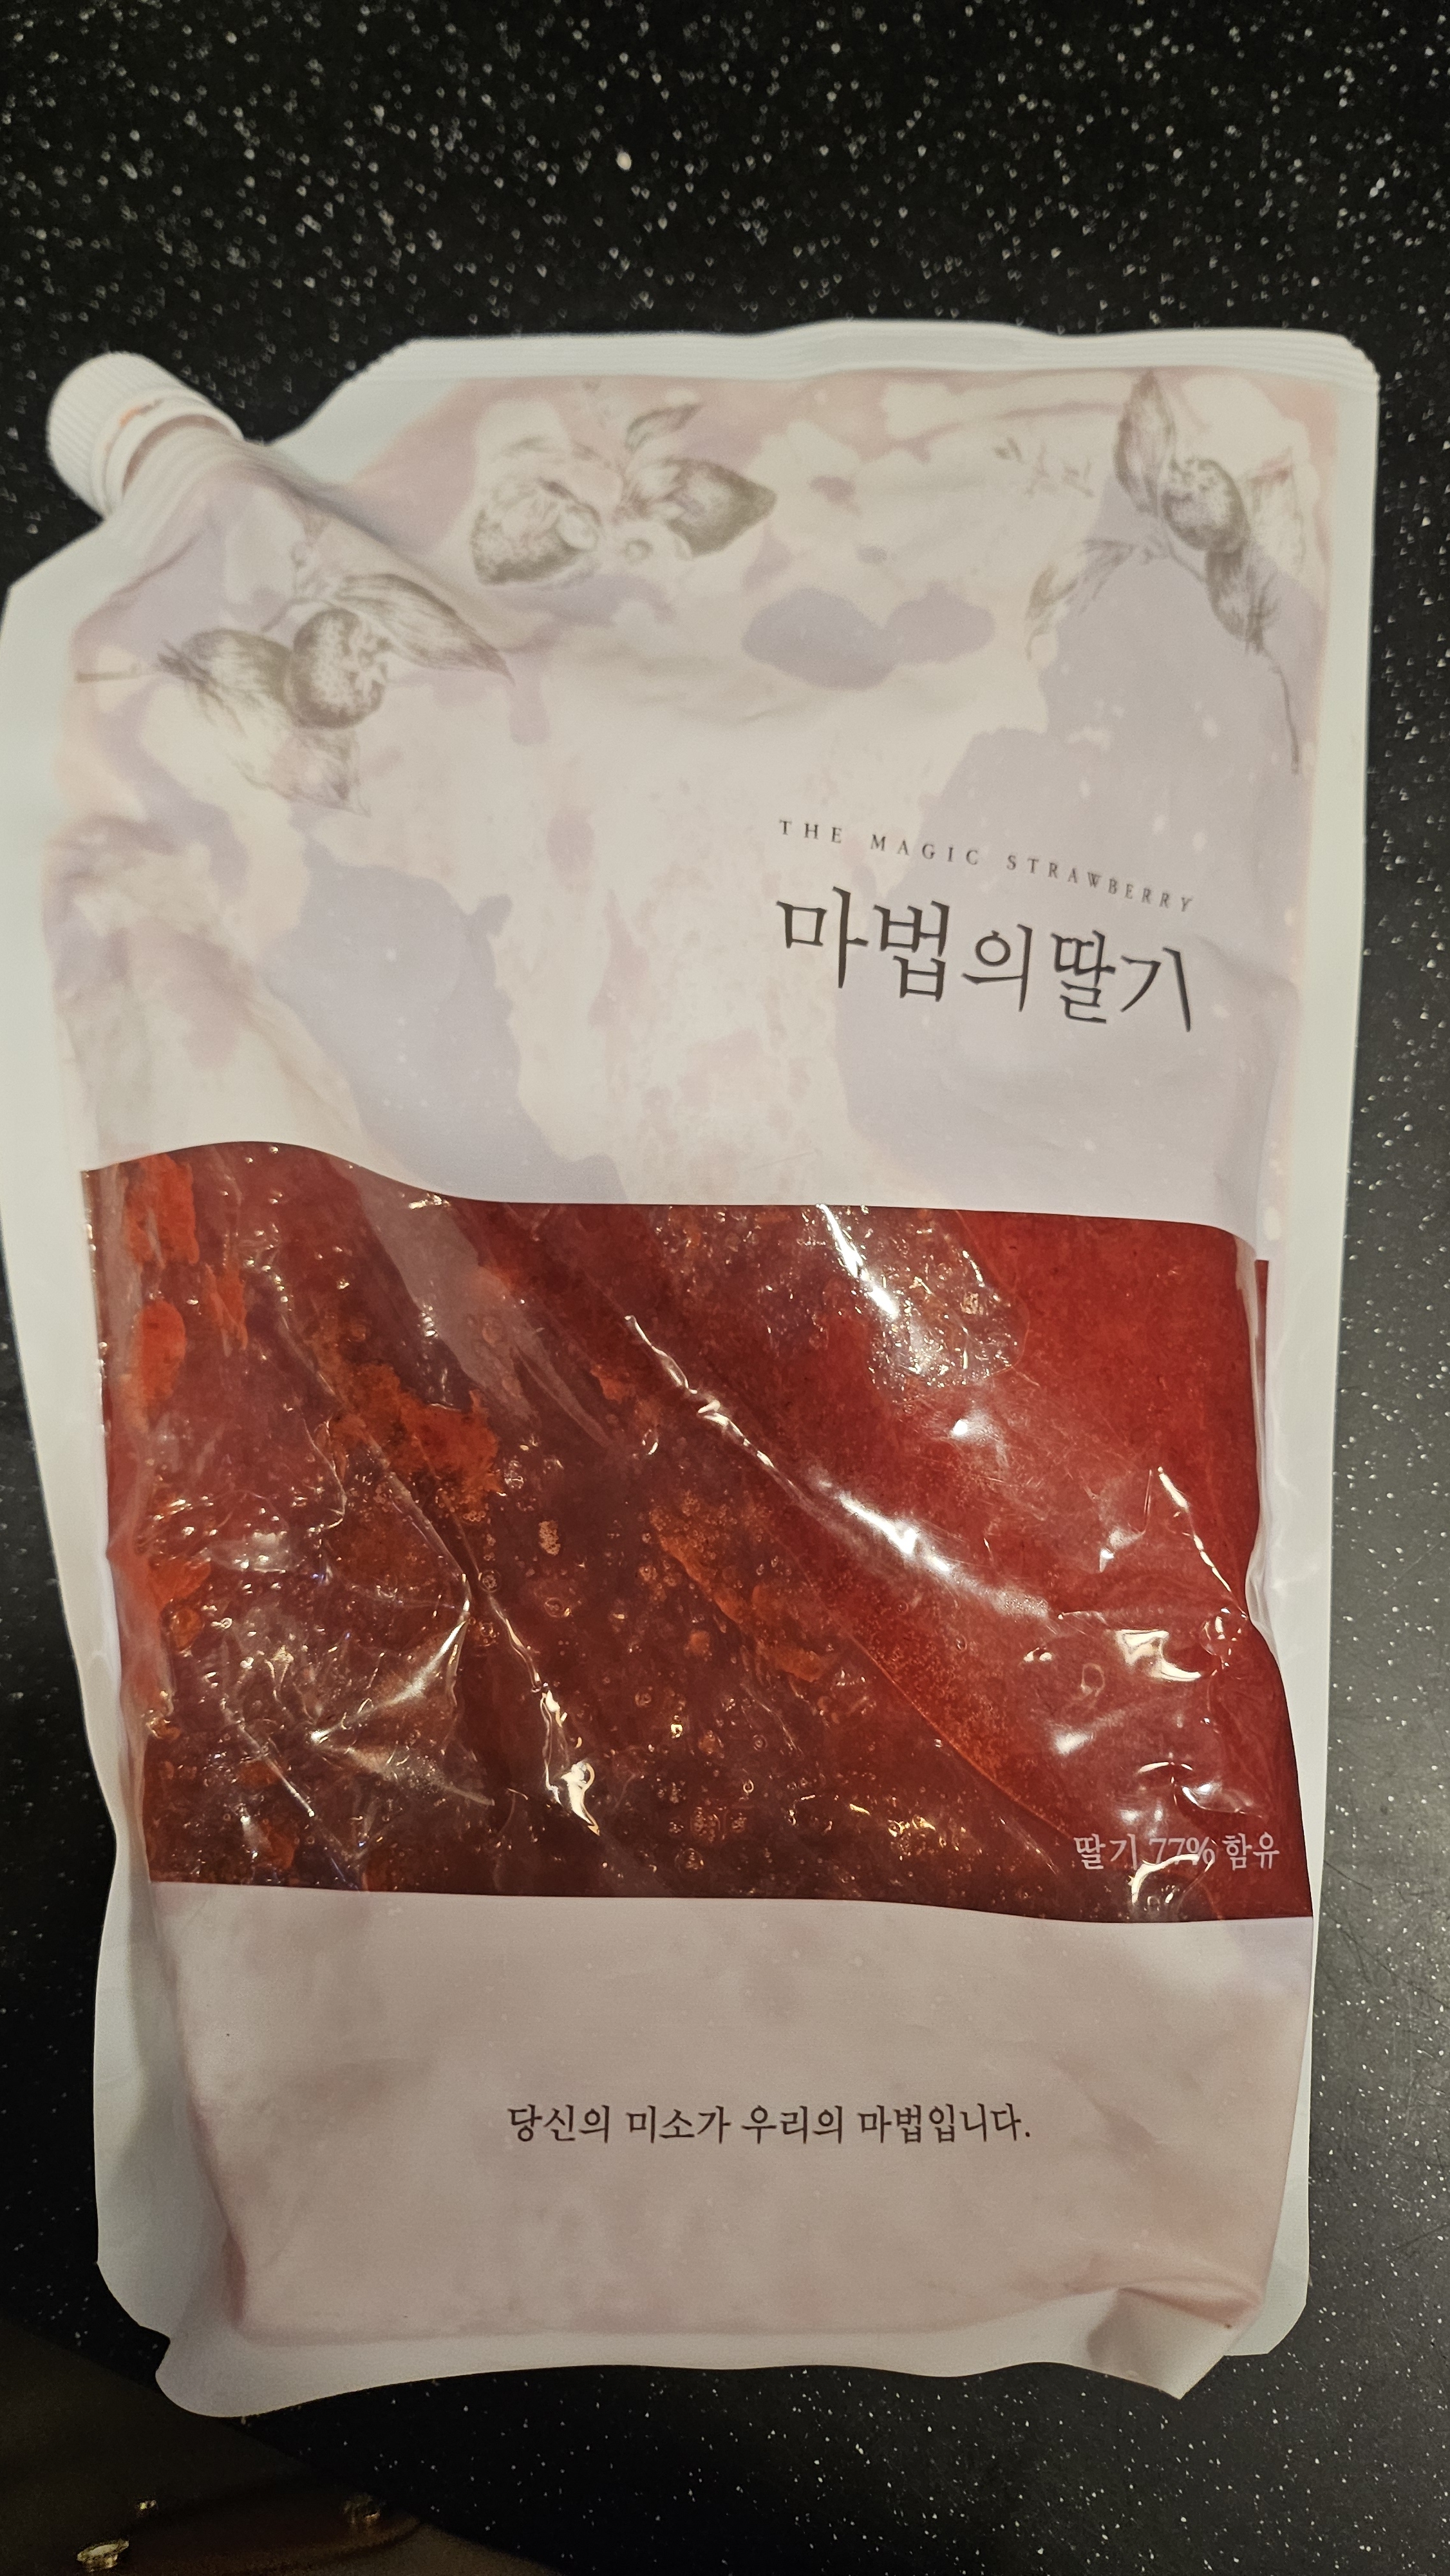 THE MAGIC STRAWBERRY
마법의딸기
딸기 77% 함유
당신의 미소가 우리의 마법입니다.